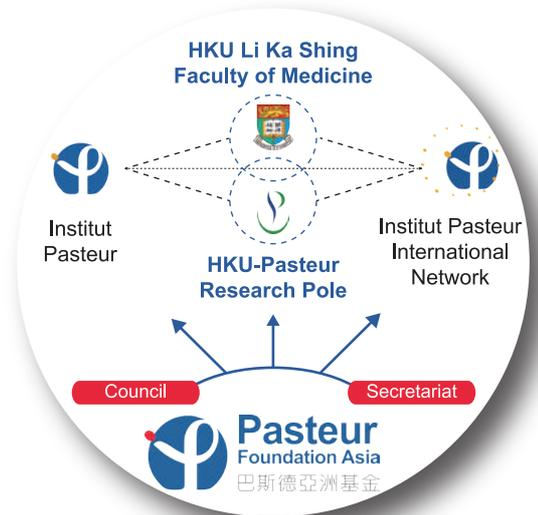 HKU Li Ka Shing
Faculty of Medicine
Institut
Pasteur
Institut Pasteur
International
Network
HKU-Pasteur
Research Pole
Council
Secretariat
Pasteur
Foundation Asia
巴斯德亞洲基金